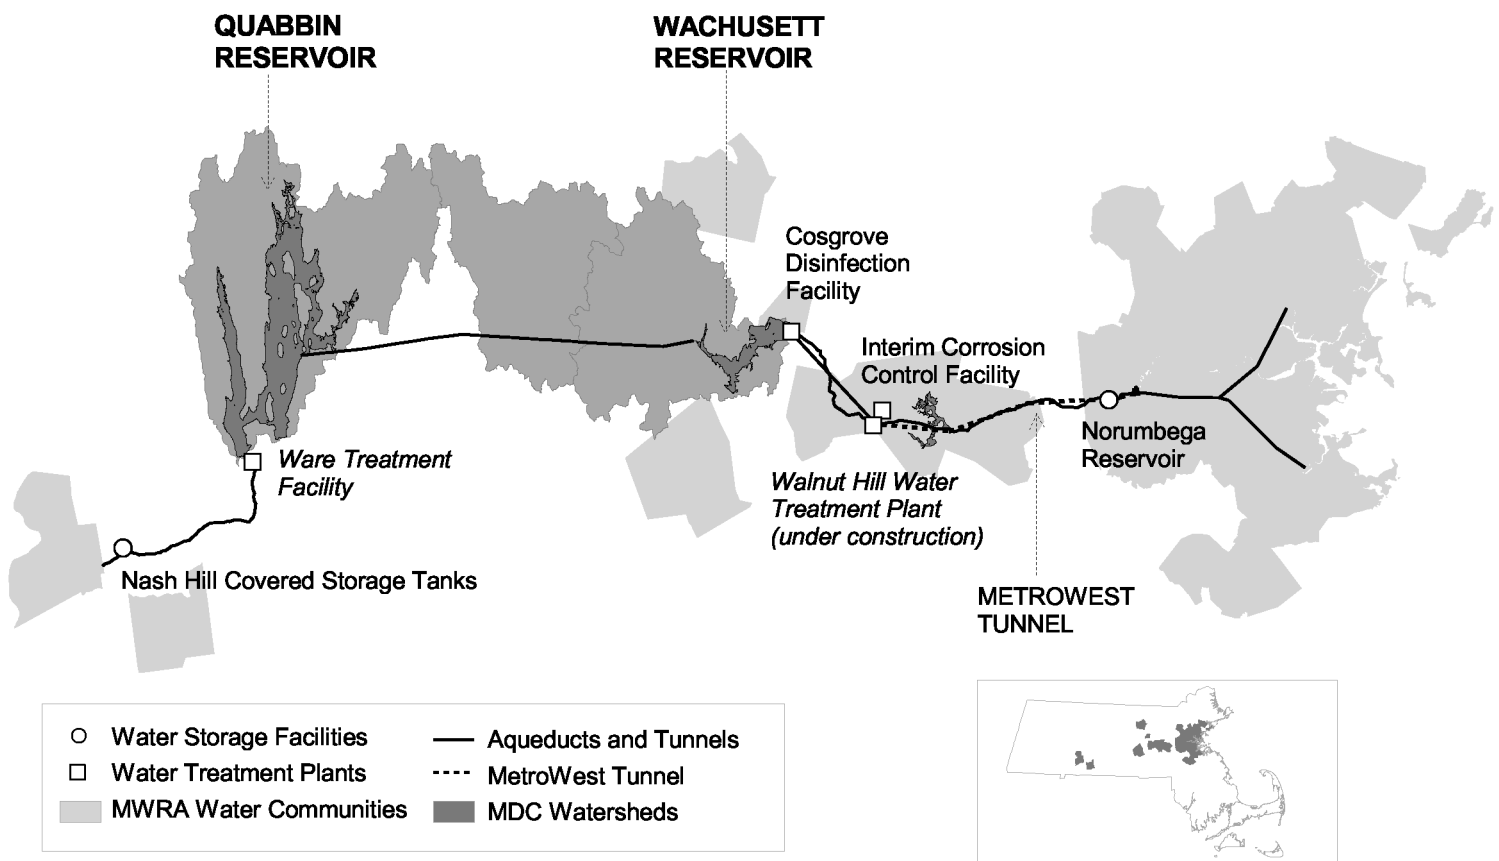 QUABBIN
RESERVOIR
WACHUSETT
RESERVOIR
Cosgrove
Disinfection
Facility
Interim Corrosion
Control Facility
Norumbega
Reservoir
Ware Treatment
Facility
Walnut Hill Water
Treatment Plant
(under construction)
Nash Hill Covered Storage Tanks
METROWEST
TUNNEL
Water Storage Facilities
Water Treatment Plants
MWRA Water Communities
Aqueducts and Tunnels
MetroWest Tunnel
MDC Watersheds